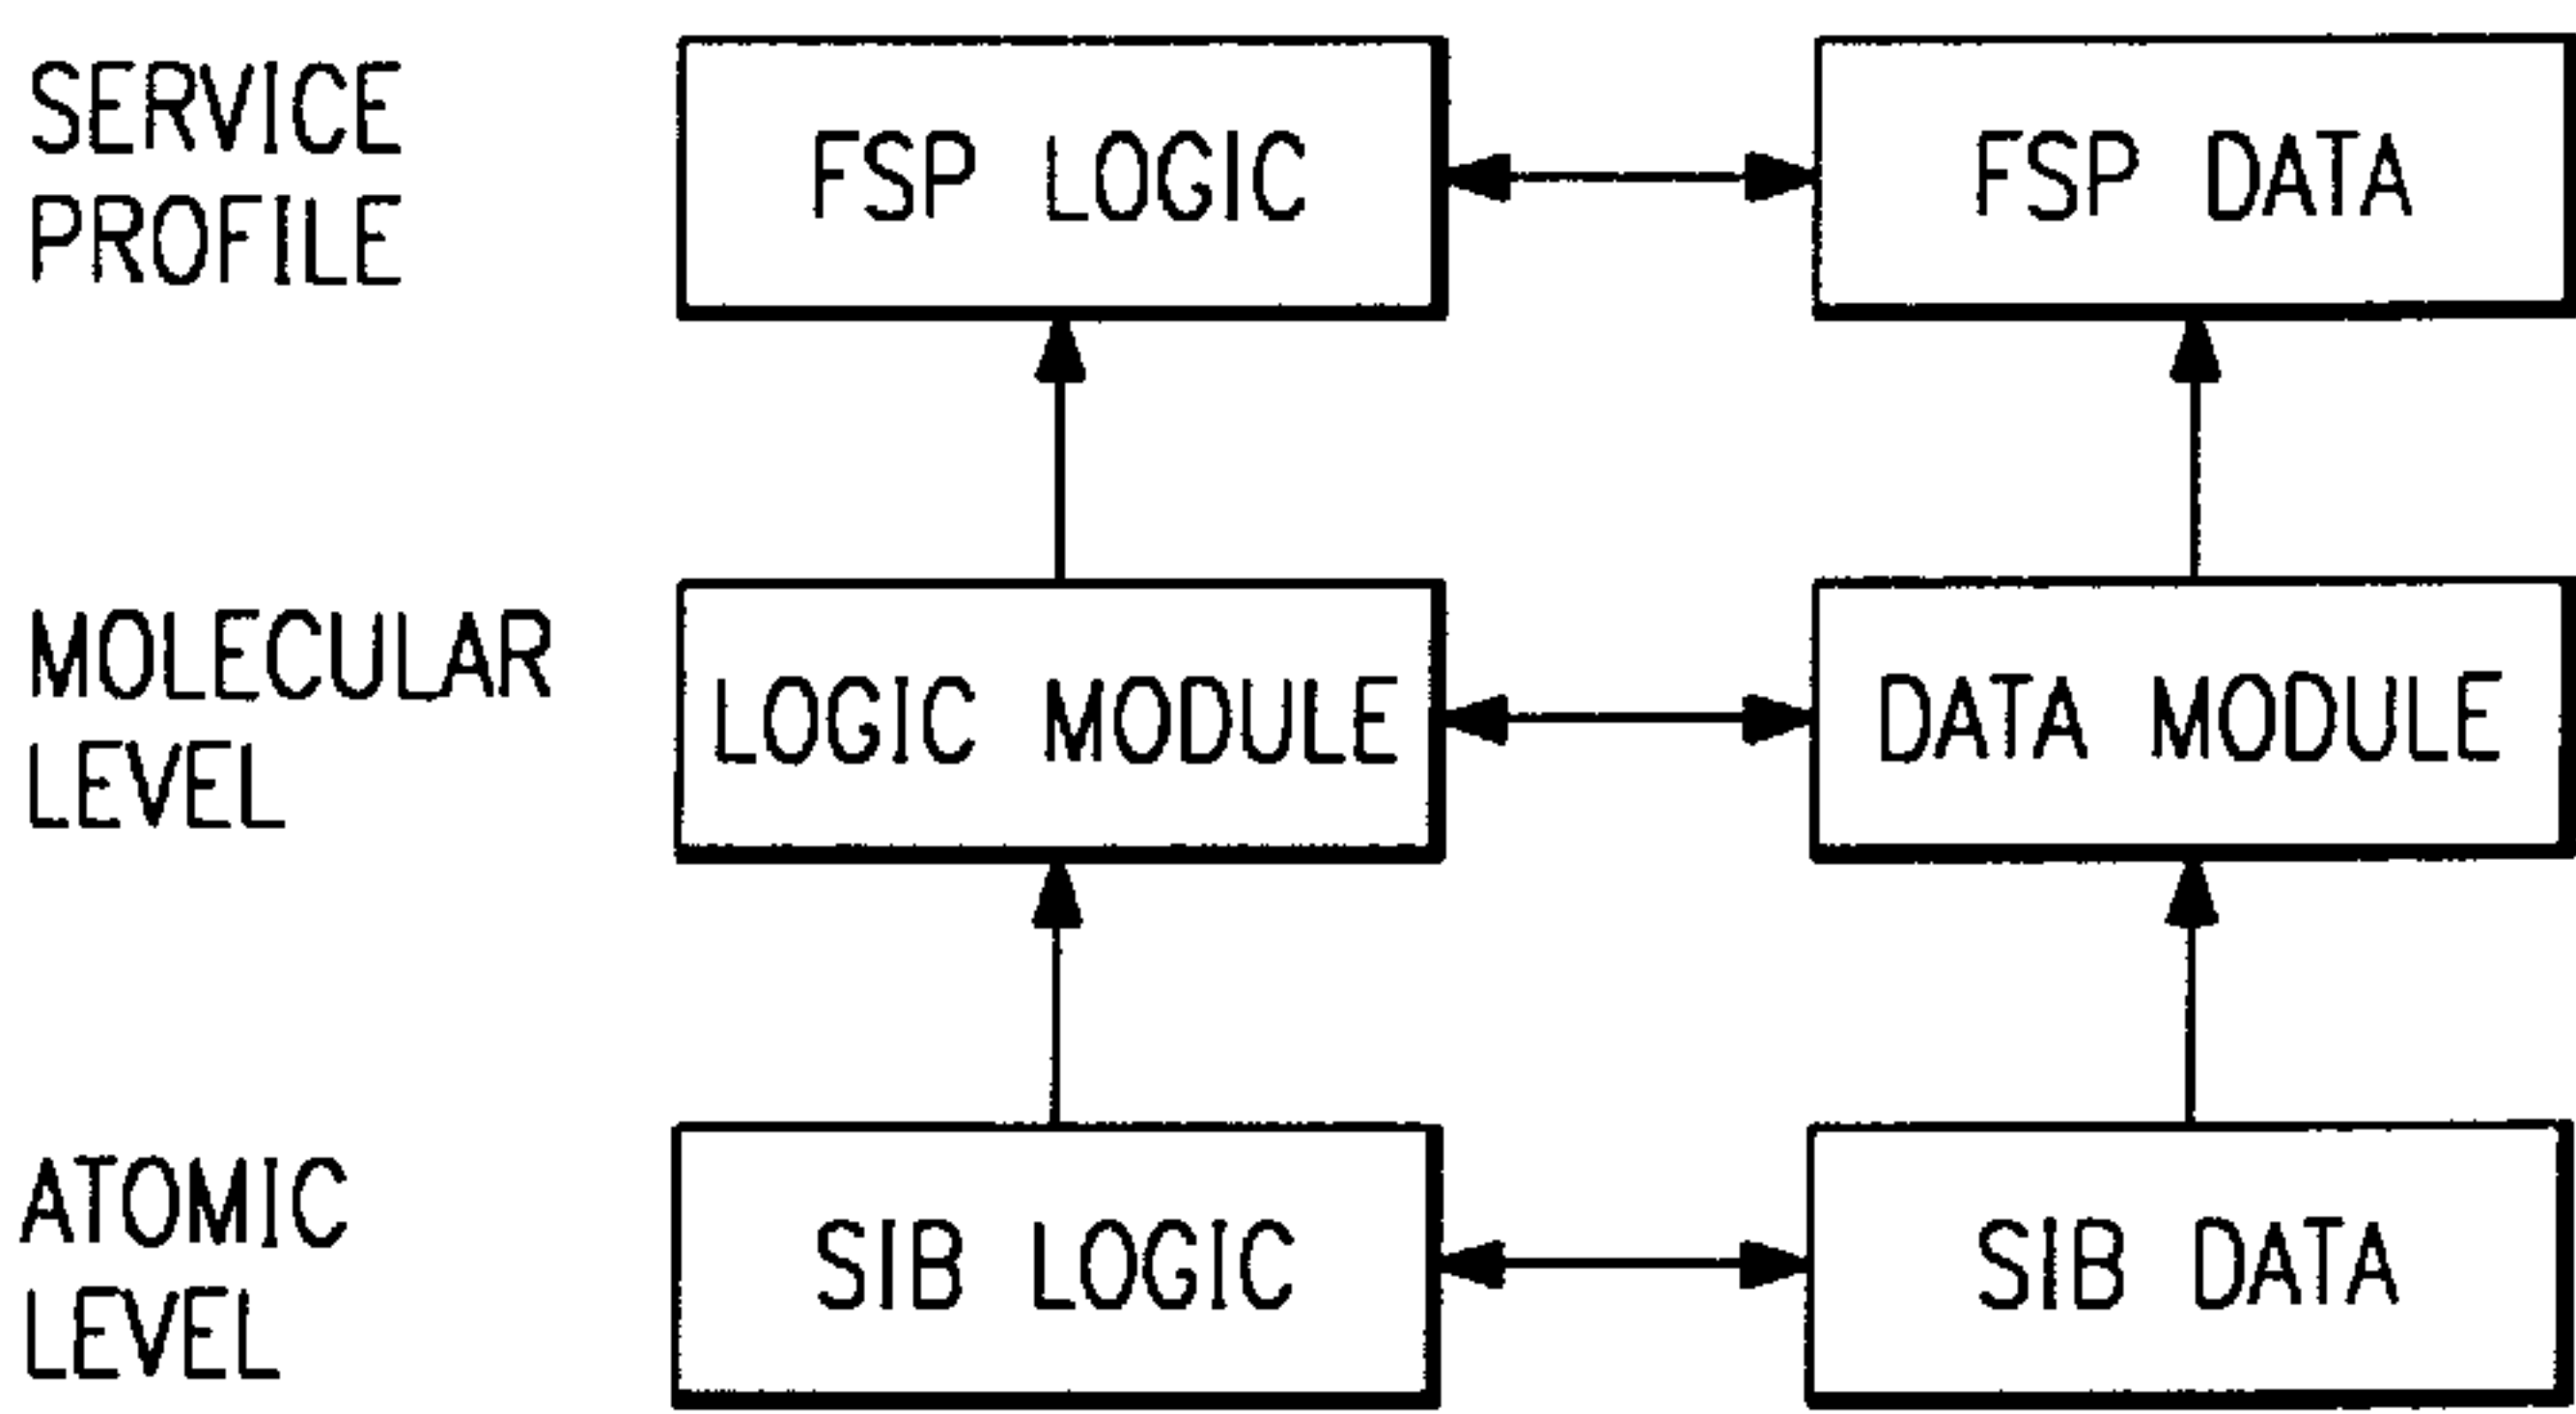 SERVICE
PROFILE
FSP LOGIC
FSP DATA
MOLECULAR
LEVEL
LOGIC MODULE
DATA MODULE
ATOMIC
LEVEL
SIB LOGIC
SIB DATA